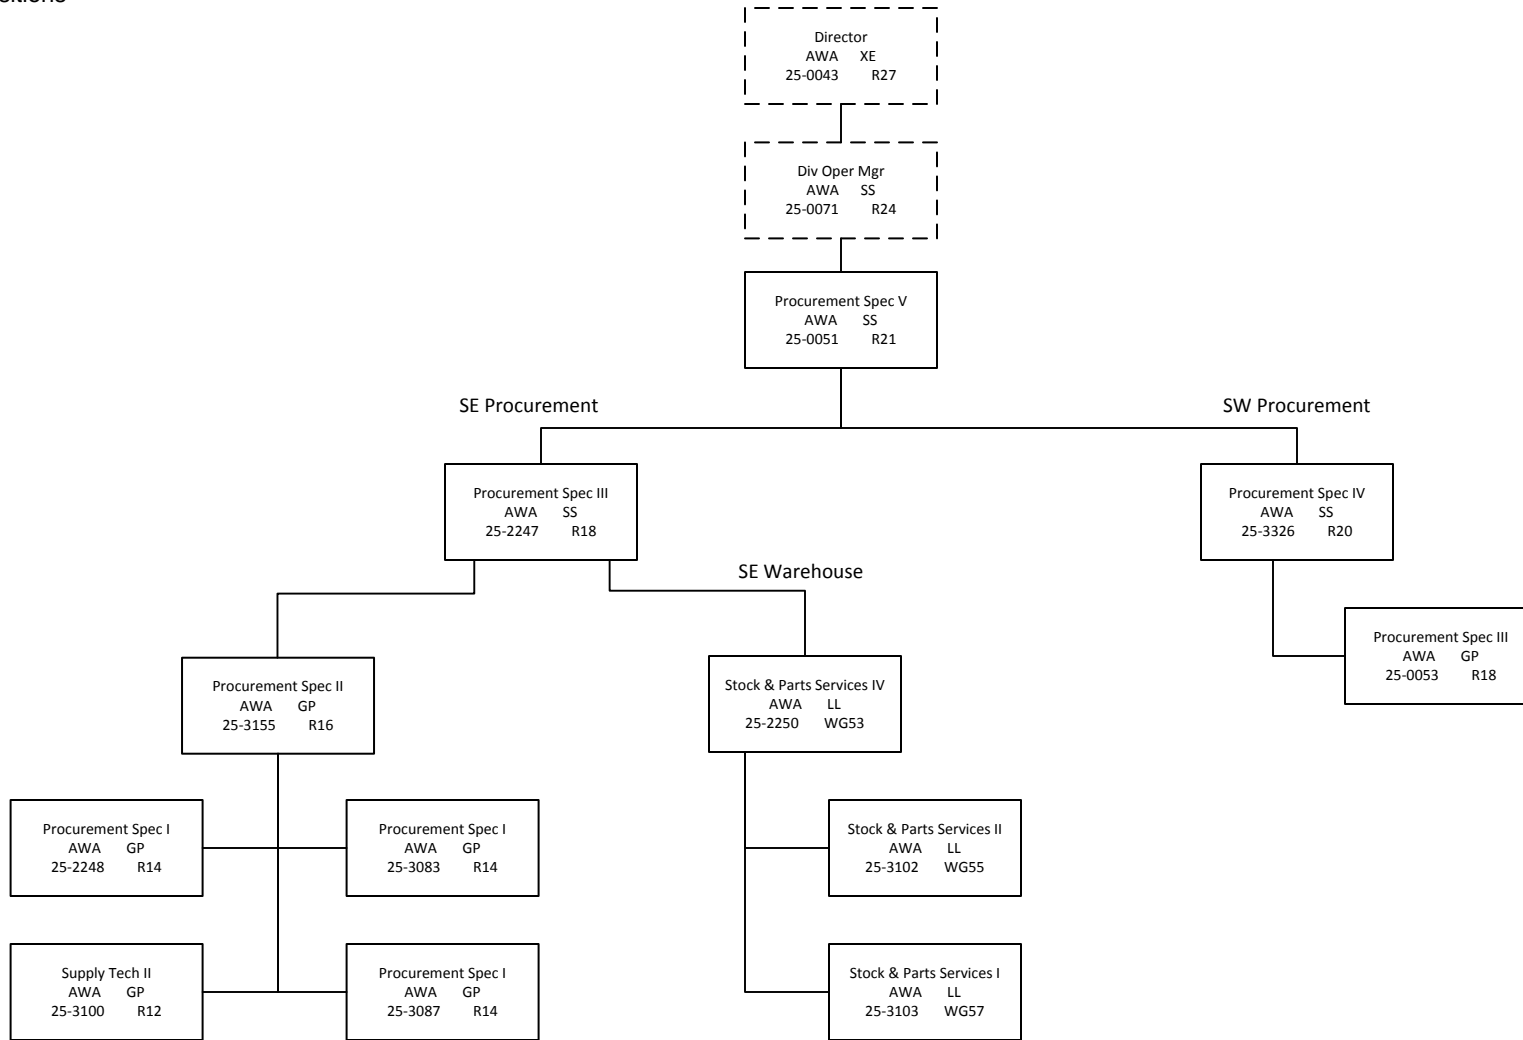 Director
AWA XE
25-0043 R27
Div Oper Mgr
AWA SS
25-0071 R24
Procurement Spec V
AWA SS
25-0051 R21
SE Procurement
SW Procurement
Procurement Spec III
AWA SS
25-2247 R18
Procurement Spec IV
AWA SS
25-3326 R20
SE Warehouse
Procurement Spec III
AWA GP
25-0053 R18
Procurement Spec II
AWA GP
25-3155 R16
Stock & Parts Services IV
AWA LL
25-2250 WG53
Procurement Spec I
AWA GP
25-2248 R14
Procurement Spec I
AWA GP
25-3083 R14
Stock & Parts Services II
AWA LL
25-3102 WG55
Supply Tech II
AWA GP
25-3100 R12
Procurement Spec I
AWA GP
25-3087 R14
Stock & Parts Services I
AWA LL
25-3103 WG57